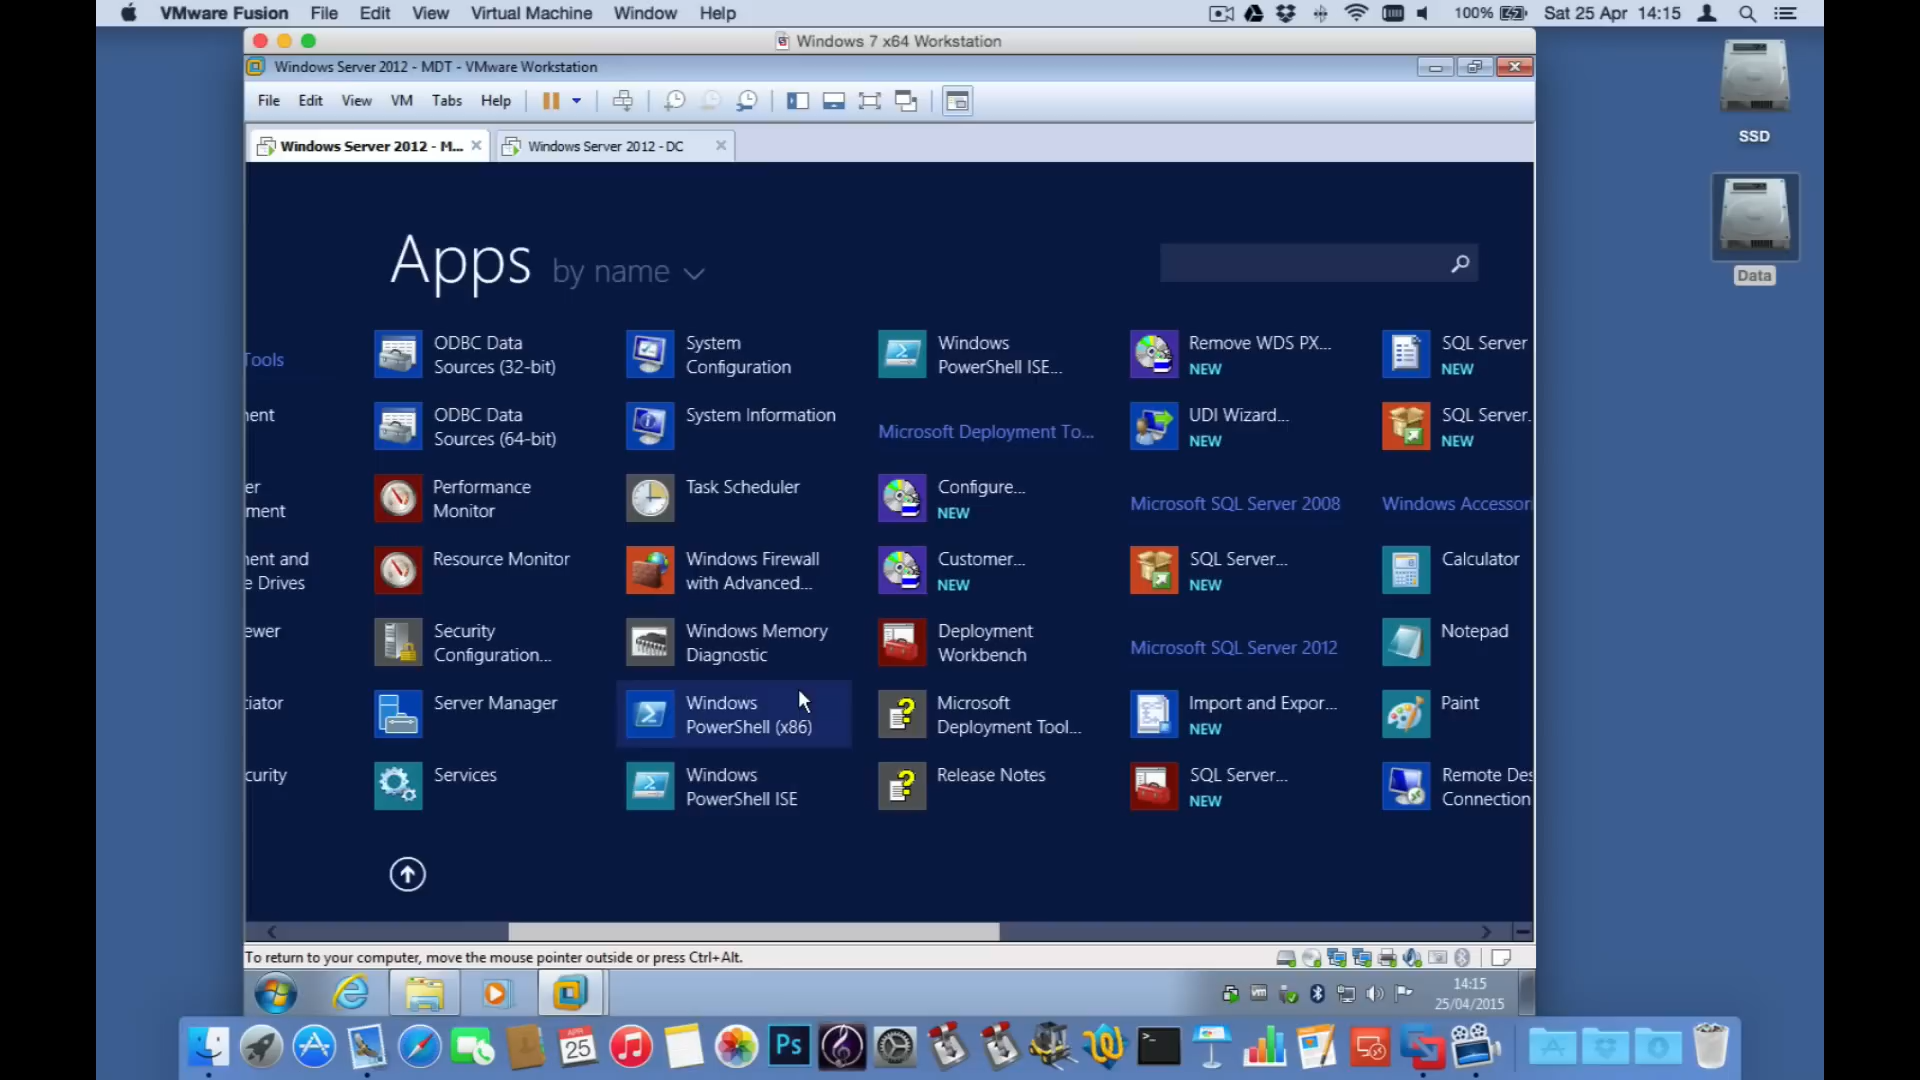 VMware Fusion File Edit View Virtual Machine Window Help 100% Sat 25 Apr 14:15
Windows 7 x64 Workstation
Windows Server 2012 - MDT - VMware Workstation
File Edit View VM Tabs Help
Windows Server 2012 - M... Windows Server 2012 - DC
SSD
Data
Apps by name
Tools
ent
er
ment
ent and
e Drives
ewer
iator
curity
ODBC Data
Sources (32-bit)
ODBC Data
Sources (64-bit)
Performance
Monitor
Resource Monitor
Security
Configuration...
Server Manager
Services
System
Configuration
System Information
Task Scheduler
Windows Firewall
with Advanced...
Windows Memory
Diagnostic
Windows
PowerShell (x86)
Windows
PowerShell ISE
Windows
PowerShell ISE...
Microsoft Deployment To...
Configure...
NEW
Customer...
NEW
Deployment
Workbench
Microsoft
Deployment Tool...
Release Notes
Remove WDS PX...
NEW
UDI Wizard...
NEW
Microsoft SQL Server 2008
SQL Server...
NEW
Microsoft SQL Server 2012
Import and Expor...
NEW
SQL Server...
NEW
SQL Server
NEW
SQL Server.
NEW
Windows Accessori
Calculator
Notepad
Paint
Remote Des
Connection
To return to your computer, move the mouse pointer outside or press Ctrl+Alt.
14:15
25/04/2015
APR
25
Ps